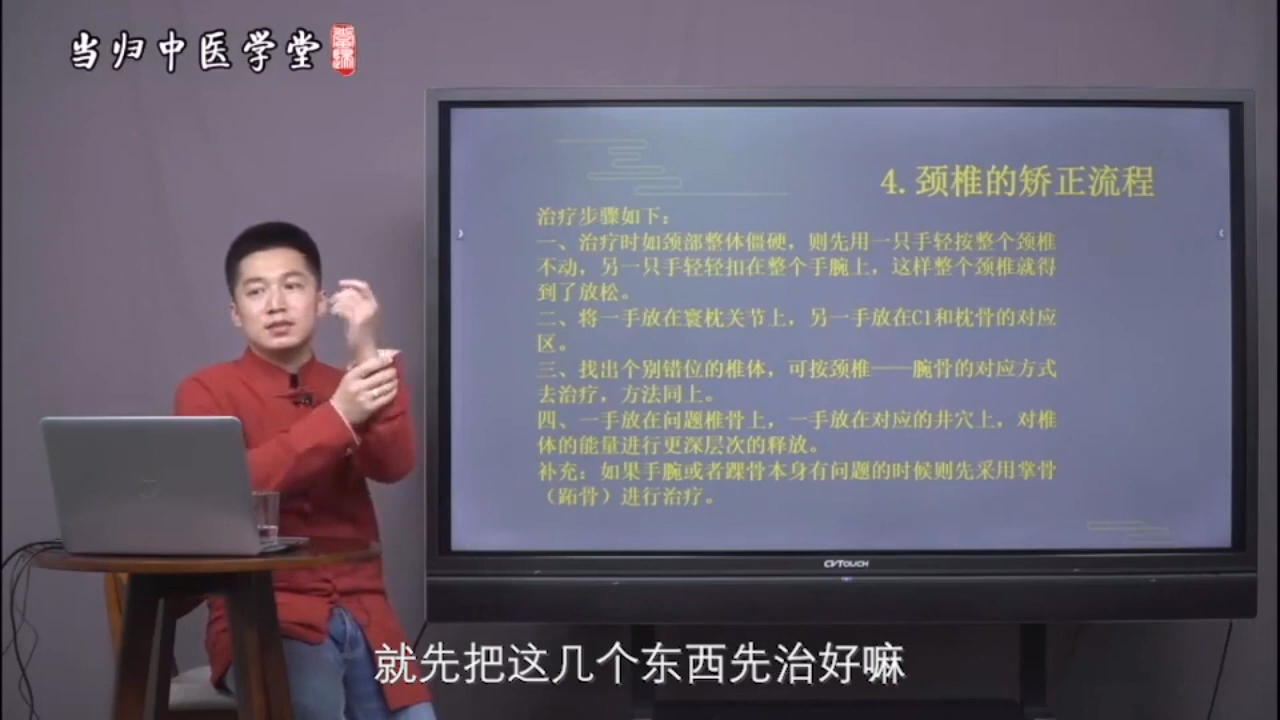 当归中医学堂
4.颈椎的矫正流程
治疗步骤如下：
一、治疗时如颈部整体僵硬，则先用一只手轻按整个颈椎
不动，另一只手轻轻扣在整个手腕上，这样整个颈椎就得
到了放松。
二、将一手放在寰枕关节上，另一手放在C1和枕骨的对应
区。
三、找出个别错位的椎体，可按颈椎——腕骨的对应方式
去治疗，方法同上。
四、一手放在问题椎骨上，一手放在对应的井穴上，对椎
体的能量进行更深层次的释放。
补充：如果手腕或者踝骨本身有问题的时候则先采用掌骨
（跖骨）进行治疗。
CVTOUCH
就先把这几个东西先治好嘛